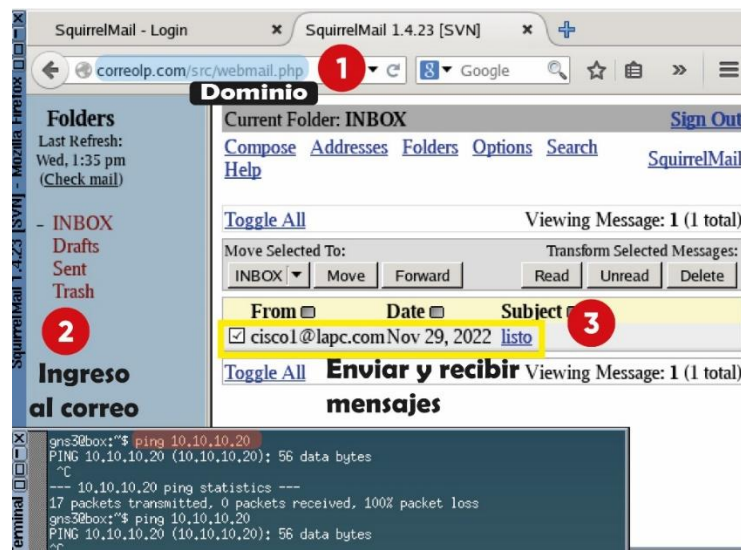 SquirrelMail - Login
SquirrelMail 1.4.23 [SVN]
correolp.com/src/webmail.php
1
Google
Dominio
Folders
Last Refresh:
Wed, 1:35 pm
(Check mail)
- INBOX
Drafts
Sent
Trash
2
Ingreso
al correo
Current Folder: INBOX
Sign Out
Compose Addresses Folders Options Search
Help
SquirrelMail
Toggle All
Viewing Message: 1 (1 total)
Move Selected To:
Transform Selected Messages:
INBOX Move Forward
Read Unread Delete
From Date Subject
3
cisco1@lapc.com Nov 29, 2022 listo
Toggle All
Viewing Message: 1 (1 total)
Enviar y recibir
mensajes
SquirrelMail 1.4.23 [SVN] - Mozilla Firefox
erminal
gns3@box:~$ ping 10.10.10.20
PING 10.10.10.20 (10.10.10.20): 56 data bytes
^C
--- 10.10.10.20 ping statistics ---
17 packets transmitted, 0 packets received, 100% packet loss
gns3@box:~$ ping 10.10.10.20
PING 10.10.10.20 (10.10.10.20): 56 data bytes
^C